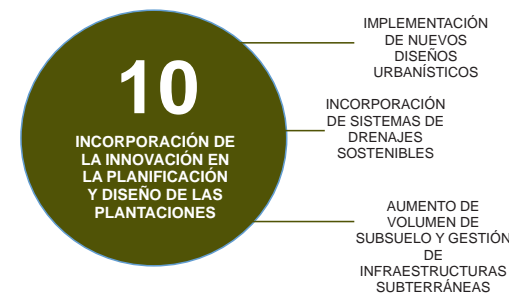 10
INCORPORACIÓN DE
LA INNOVACIÓN EN
LA PLANIFICACIÓN
Y DISEÑO DE LAS
PLANTACIONES
IMPLEMENTACIÓN
DE NUEVOS
DISEÑOS
URBANÍSTICOS
INCORPORACIÓN
DE SISTEMAS DE
DRENAJES
SOSTENIBLES
AUMENTO DE
VOLUMEN DE
SUBSUELO Y GESTIÓN
DE
INFRAESTRUCTURAS
SUBTERRÁNEAS